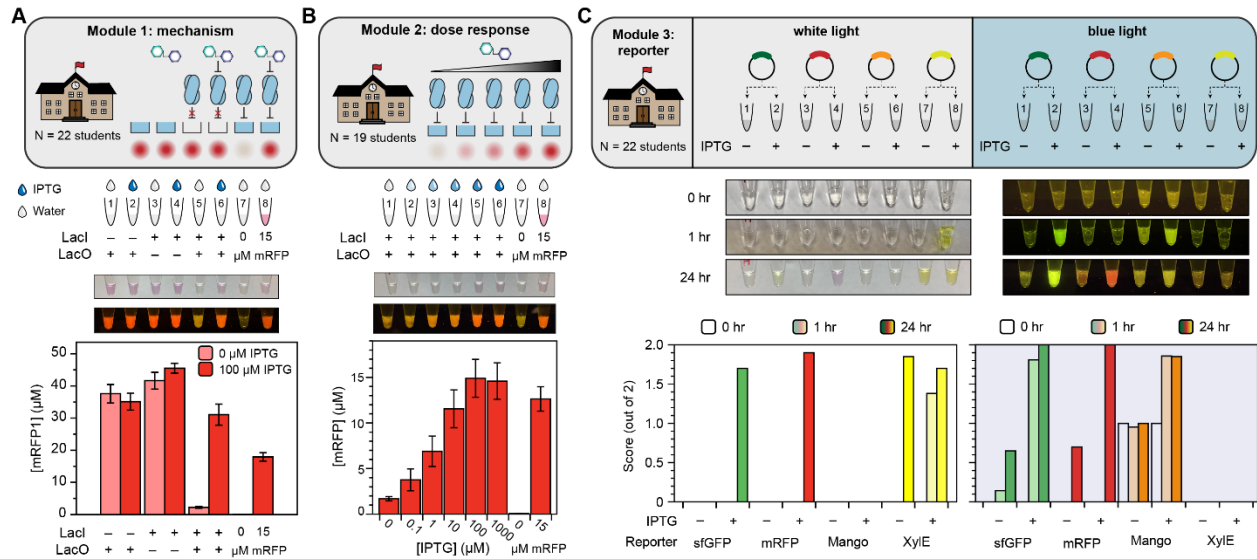 A
Module 1: mechanism
N = 22 students
IPTG
Water
1 2 3 4 5 6 7 8
LacI – – + + + + 0 15
LacO + + – – + + µM mRFP
[mRFP1] (µM)
50
40
30
20
10
0
0 µM IPTG
100 µM IPTG
LacI – – + + + + 0 15
LacO + + – – + + µM mRFP
B
Module 2: dose response
N = 19 students
1 2 3 4 5 6 7 8
LacI + + + + + + 0 15
LacO + + + + + + µM mRFP
[mRFP] (µM)
20
15
10
5
0
0 0.1 1 10 100 1000 0 15
[IPTG] (µM) µM mRFP
C
Module 3:
reporter
N = 22 students
white light
1 2 3 4 5 6 7 8
IPTG – + – + – + – +
blue light
1 2 3 4 5 6 7 8
IPTG – + – + – + – +
0 hr
1 hr
24 hr
0 hr 1 hr 24 hr
0 hr 1 hr 24 hr
Score (out of 2)
2.0
1.5
1.0
0.5
0
IPTG – + – + – + – + – + – + – + – +
Reporter sfGFP mRFP Mango XylE sfGFP mRFP Mango XylE